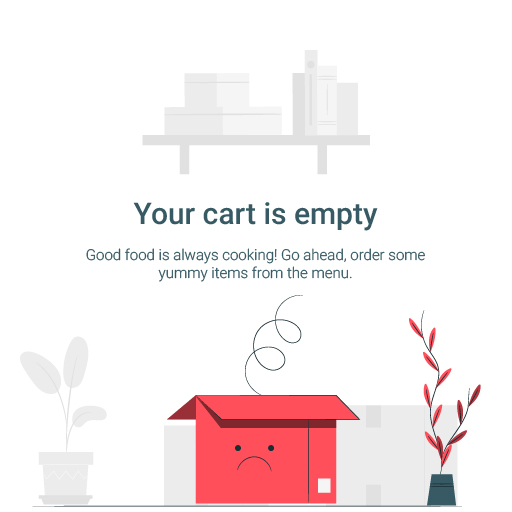 Your cart is empty
Good food is always cooking! Go ahead, order some
yummy items from the menu.